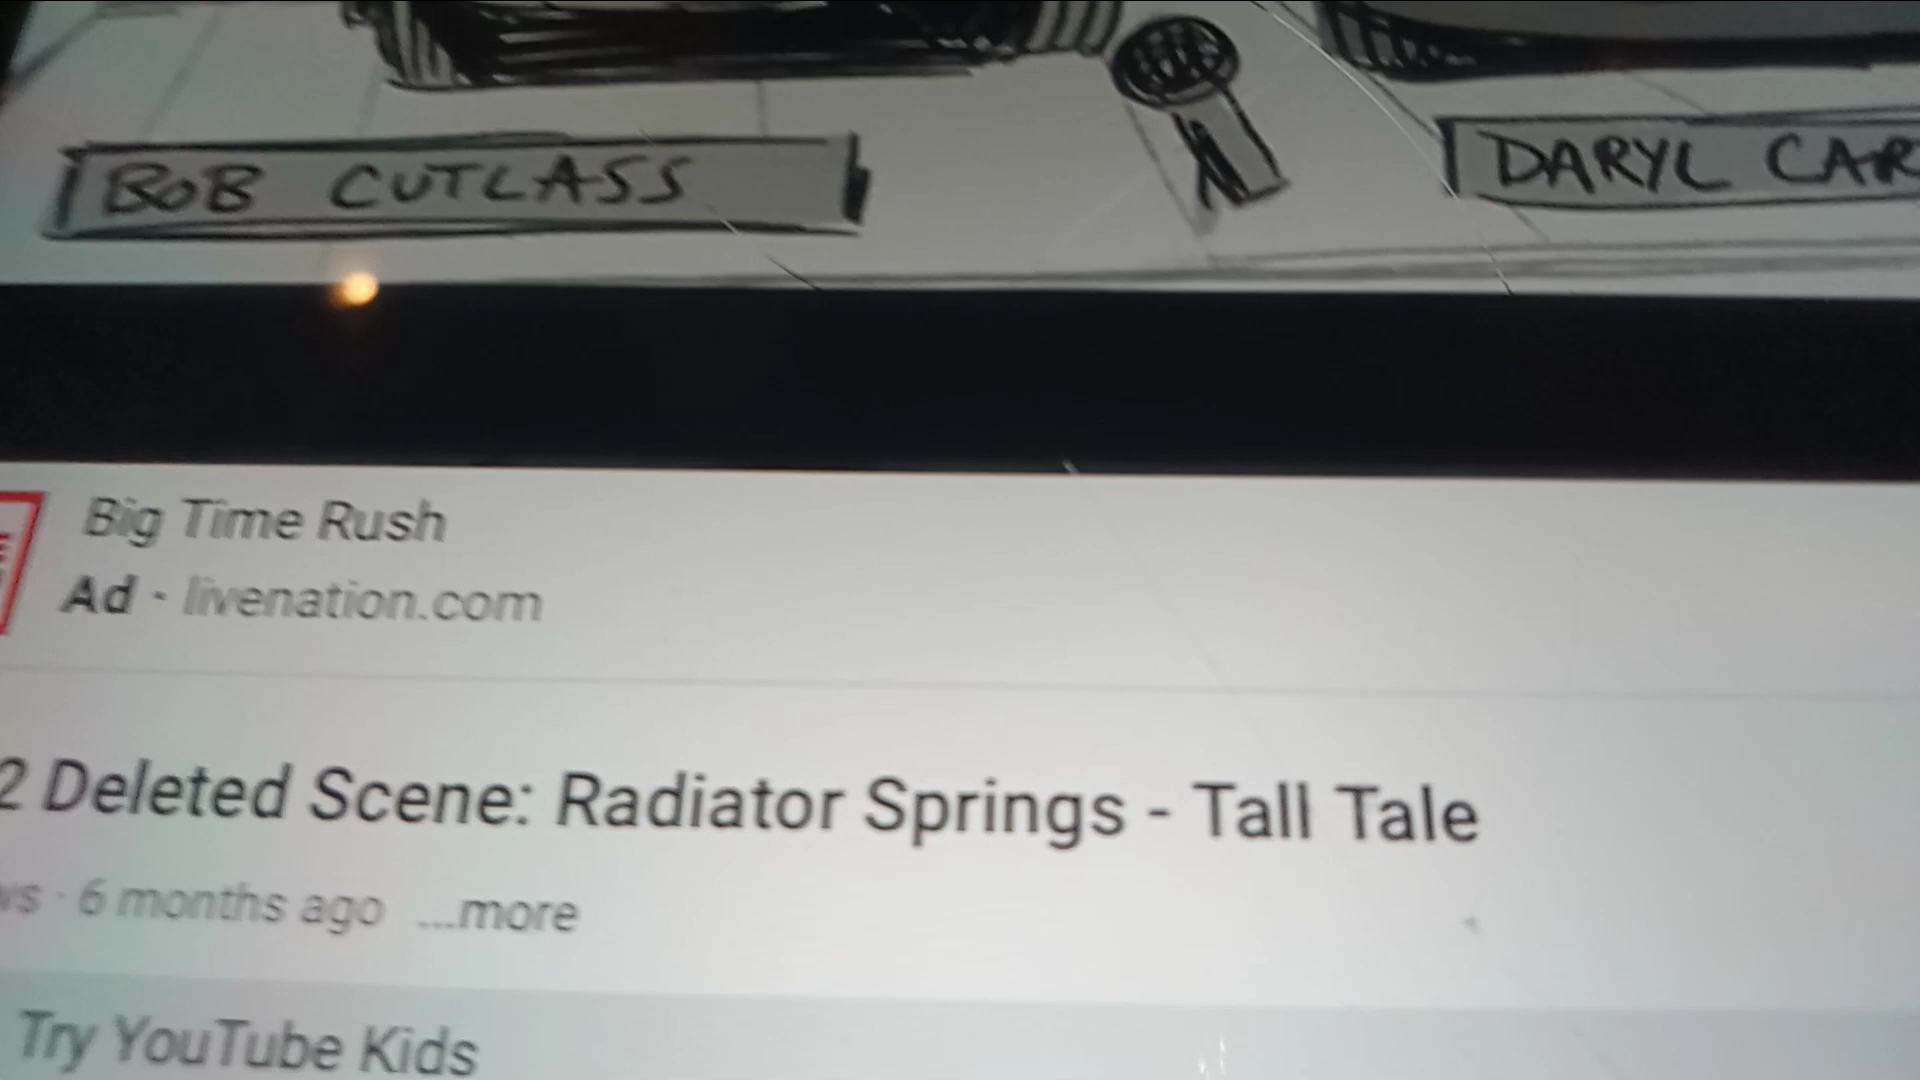 BOB CUTLASS
DARYL CAR
Big Time Rush
Ad · livenation.com
2 Deleted Scene: Radiator Springs - Tall Tale
ws · 6 months ago ...more
Try YouTube Kids